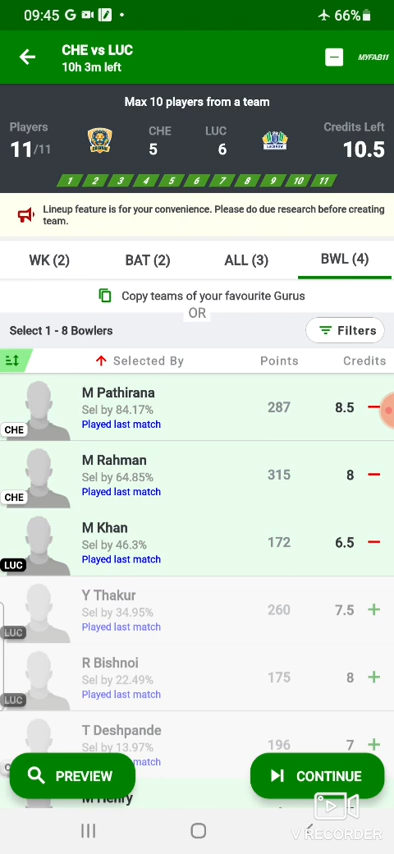 09:45 G 66%
CHE vs LUC
10h 3m left
MYFAB11
Max 10 players from a team
Players CHE LUC Credits Left
11/11 5 6 10.5
1 2 3 4 5 6 7 8 9 10 11
Lineup feature is for your convenience. Please do due research before creating
team.
WK (2) BAT (2) ALL (3) BWL (4)
Copy teams of your favourite Gurus
OR
Select 1 - 8 Bowlers Filters
Selected By Points Credits
M Pathirana
Sel by 84.17% 287 8.5
Played last match
CHE
M Rahman
Sel by 64.85% 315 8
Played last match
CHE
M Khan
Sel by 46.3% 172 6.5
Played last match
LUC
Y Thakur
Sel by 34.95% 260 7.5
Played last match
LUC
R Bishnoi
Sel by 22.49% 175 8
Played last match
LUC
T Deshpande
Sel by 13.97% 196 7
match
PREVIEW CONTINUE
M Henry
V RECORDER